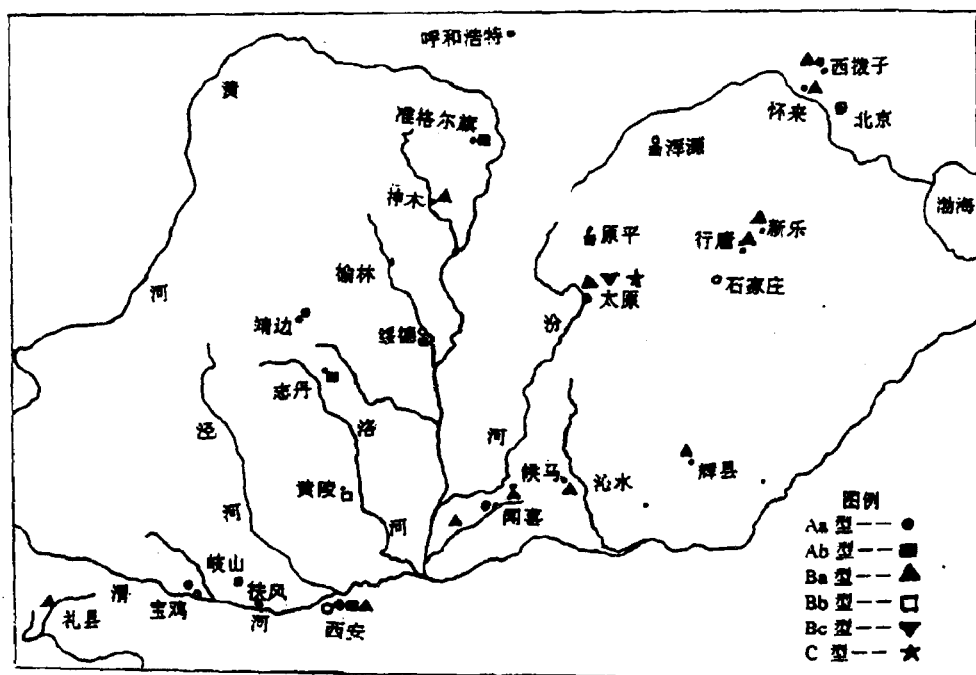 呼和浩特
西拨子
黄
准格尔旗
怀来
北京
浑源
神木
渤海
原平
新乐
行唐
榆林
石家庄
太原
河
靖边
汾
绥德
志丹
泾
洛
河
候马
沁水
辉县
黄陵
图例
闻喜
河
河
Aa 型——
Ab 型——
岐山
扶风
Ba 型——
渭
宝鸡
河
西安
礼县
Bb 型——
Bc 型——
C 型——